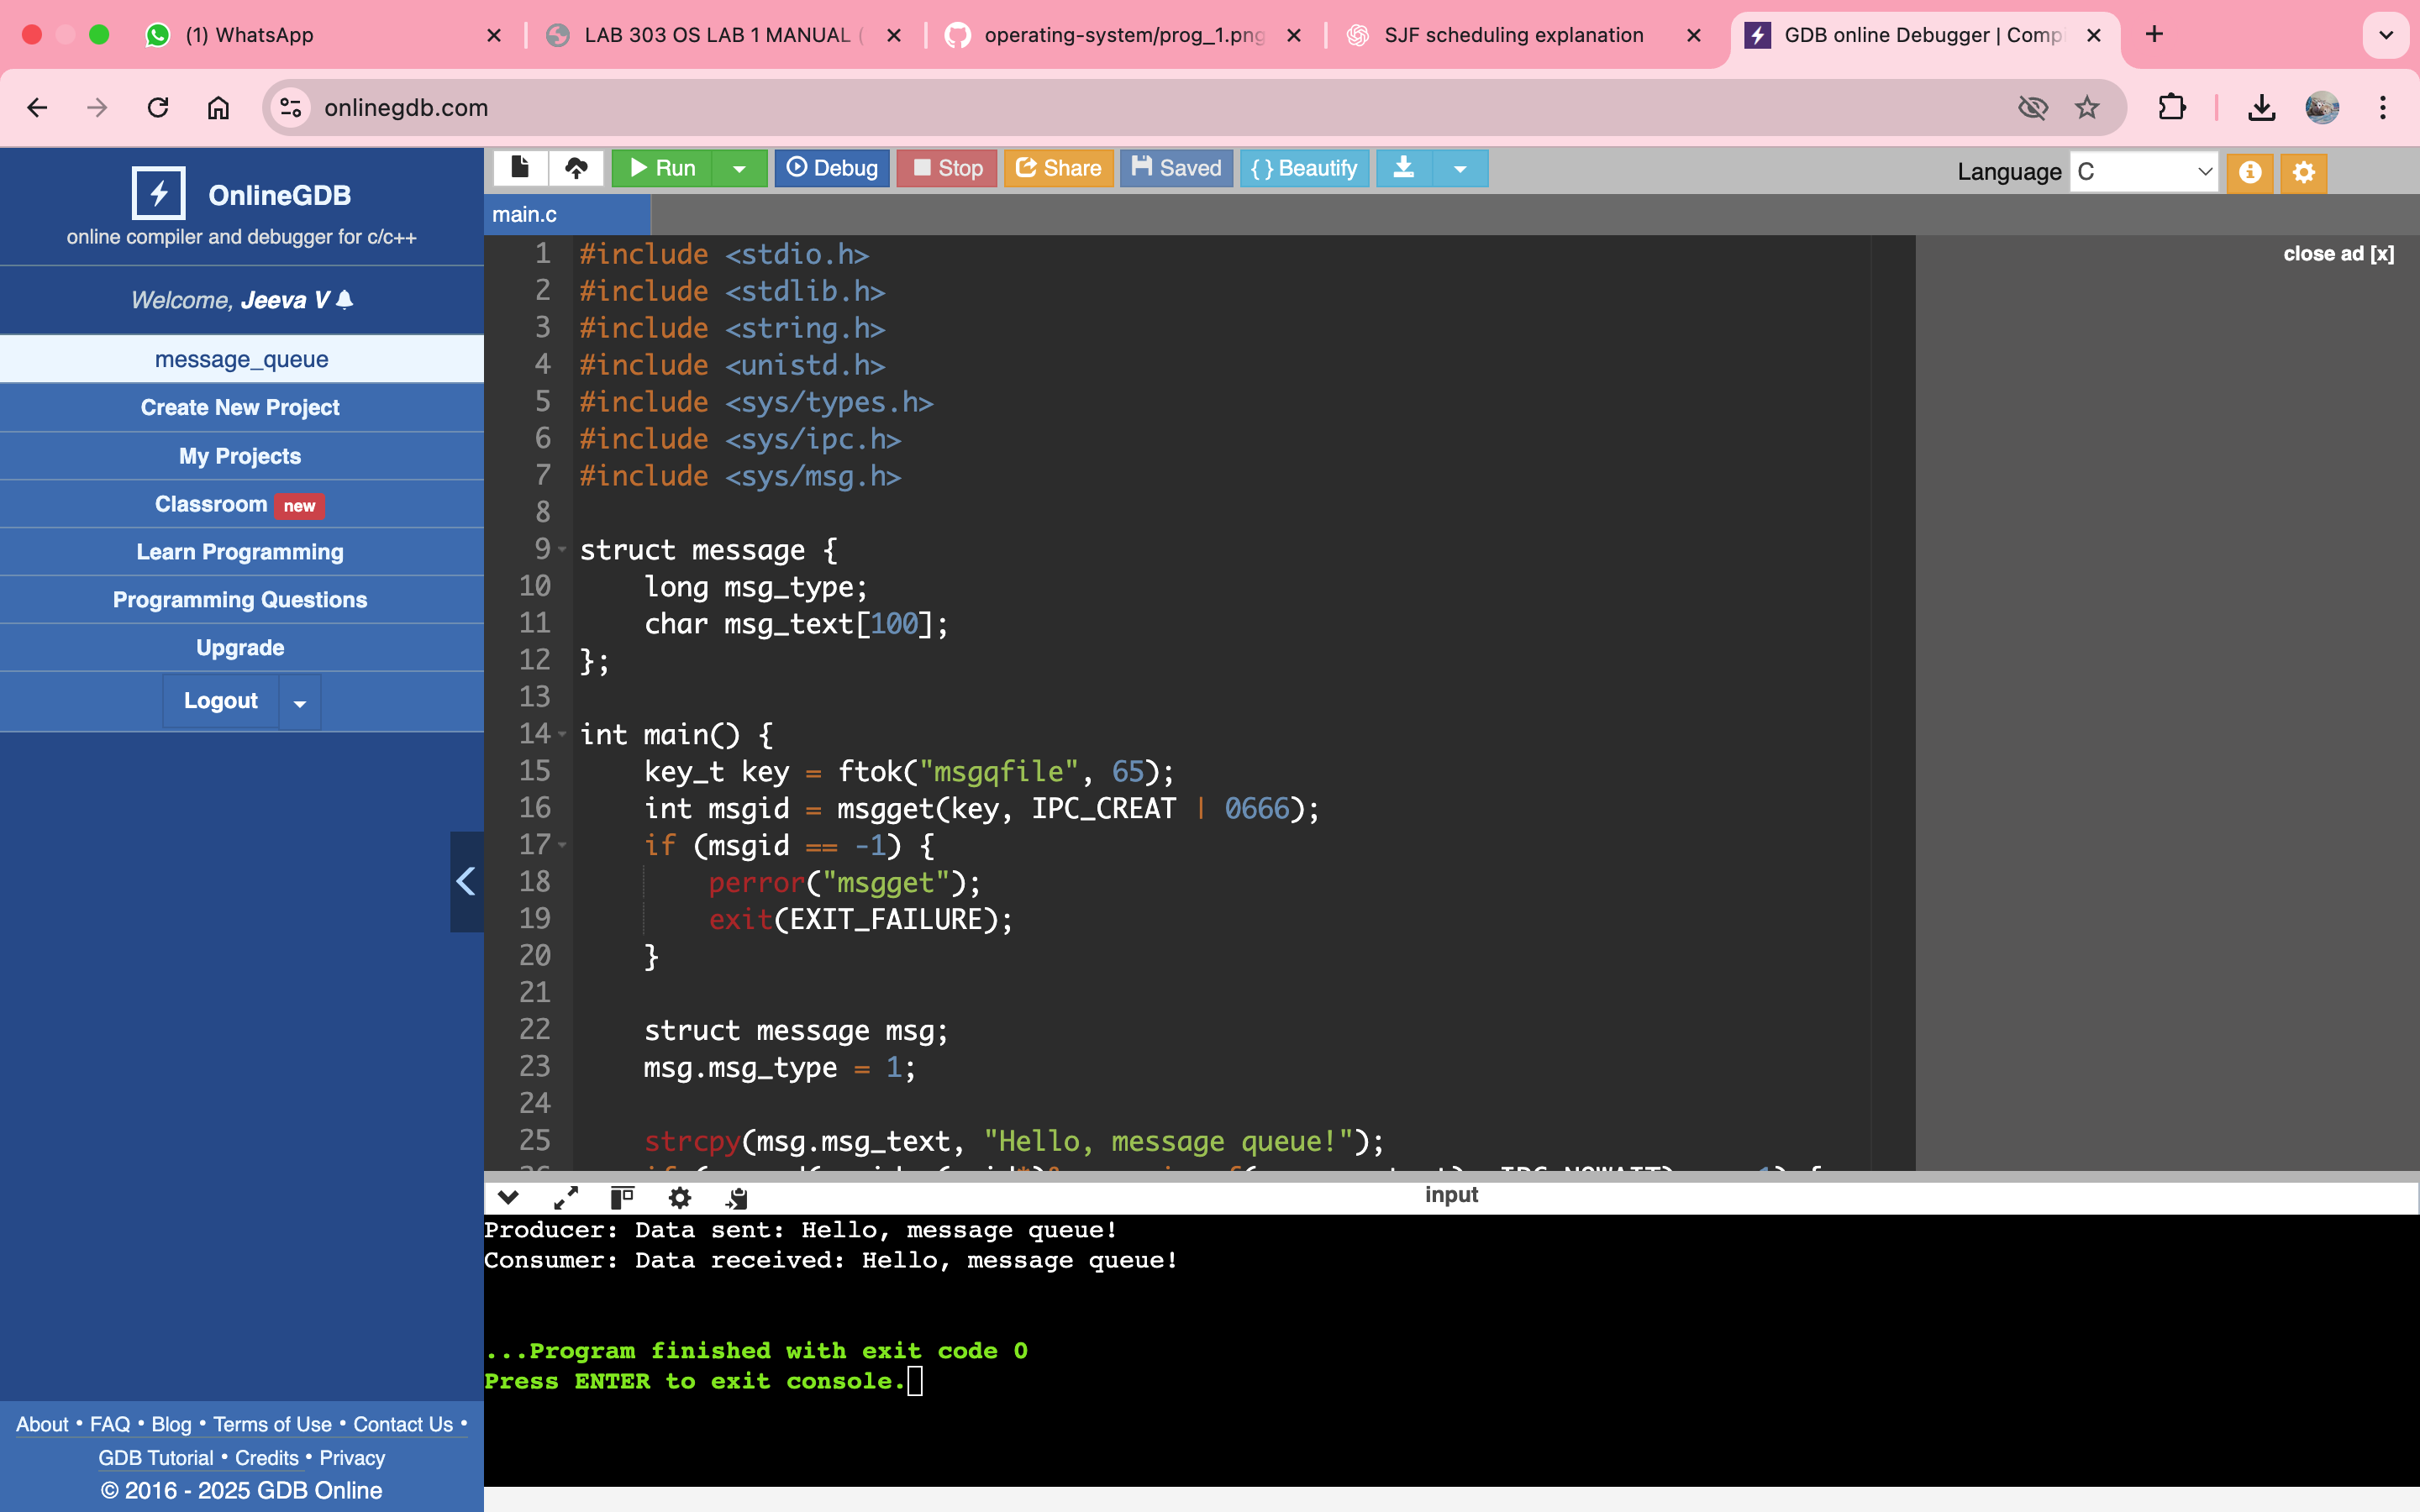 (1) WhatsApp
LAB 303 OS LAB 1 MANUAL (
operating-system/prog_1.png
SJF scheduling explanation
GDB online Debugger | Compi
onlinegdb.com
OnlineGDB
online compiler and debugger for c/c++
Welcome, Jeeva V
message_queue
Create New Project
My Projects
Classroom new
Learn Programming
Programming Questions
Upgrade
Logout
About • FAQ • Blog • Terms of Use • Contact Us •
GDB Tutorial • Credits • Privacy
© 2016 - 2025 GDB Online
Run Debug Stop Share Saved {} Beautify
Language C
main.c
close ad [x]
1 #include <stdio.h>
2 #include <stdlib.h>
3 #include <string.h>
4 #include <unistd.h>
5 #include <sys/types.h>
6 #include <sys/ipc.h>
7 #include <sys/msg.h>
8
9 struct message {
10 long msg_type;
11 char msg_text[100];
12 };
13
14 int main() {
15 key_t key = ftok("msgqfile", 65);
16 int msgid = msgget(key, IPC_CREAT | 0666);
17 if (msgid == -1) {
18 perror("msgget");
19 exit(EXIT_FAILURE);
20 }
21
22 struct message msg;
23 msg.msg_type = 1;
24
25 strcpy(msg.msg_text, "Hello, message queue!");
input
Producer: Data sent: Hello, message queue!
Consumer: Data received: Hello, message queue!
...Program finished with exit code 0
Press ENTER to exit console.